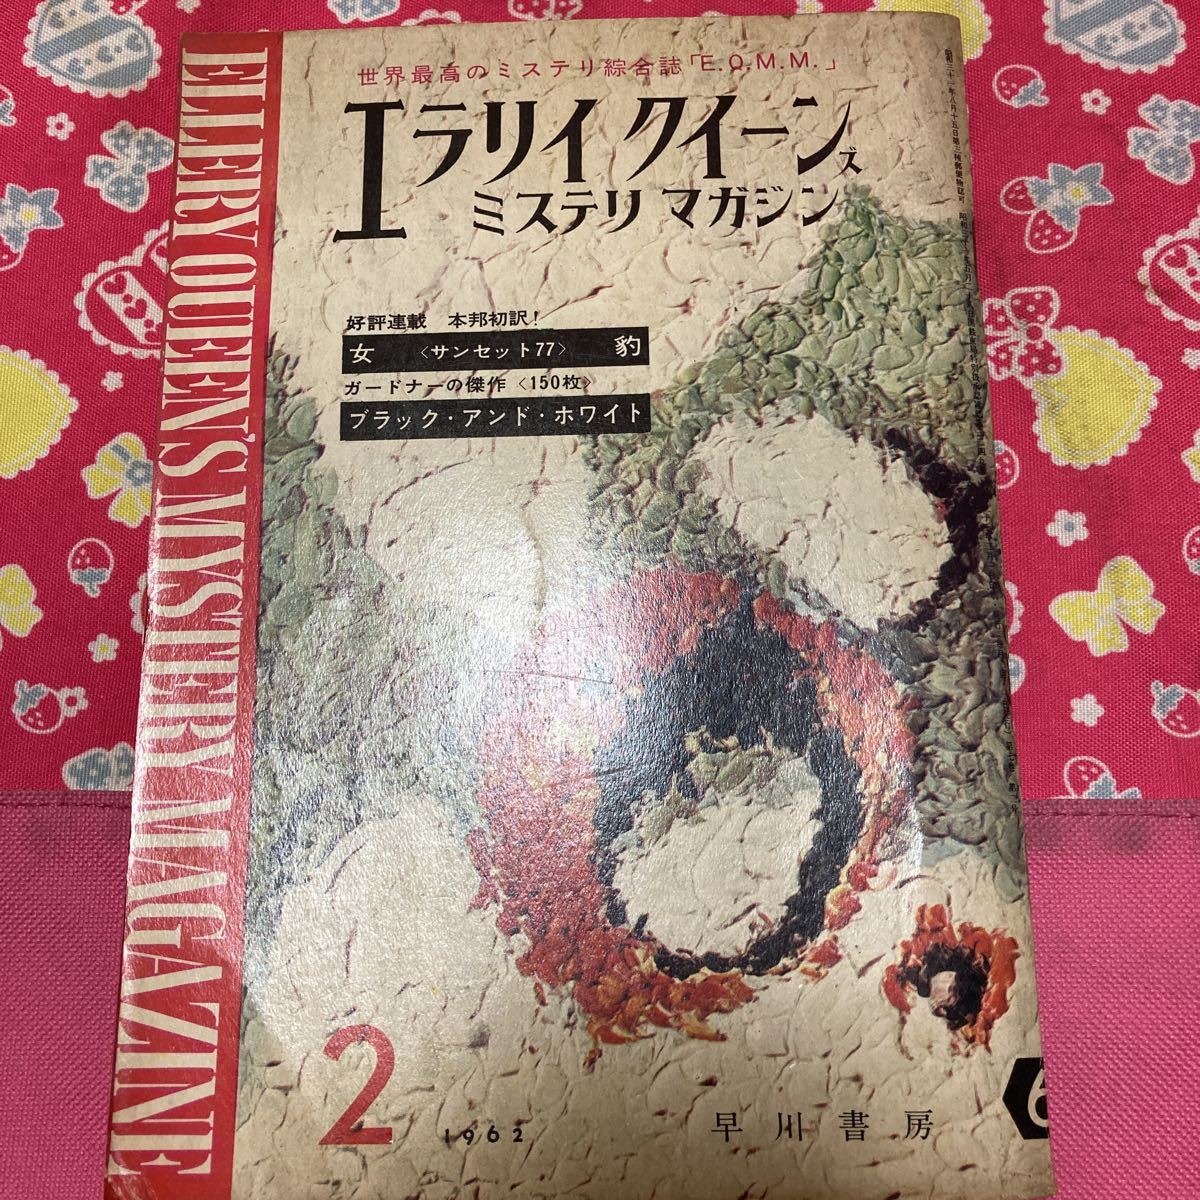 世界最高のミステリ綜合誌「E.Q.M.M.」
エラリイ クイーンズ
ミステリ マガジン
ELLERY QUEEN'S MYSTERY MAGAZINE
好評連載 本邦初訳!
女 〈サンセット77〉 豹
ガードナーの傑作〈150枚〉
ブラック・アンド・ホワイト
2
1962
早川書房
6